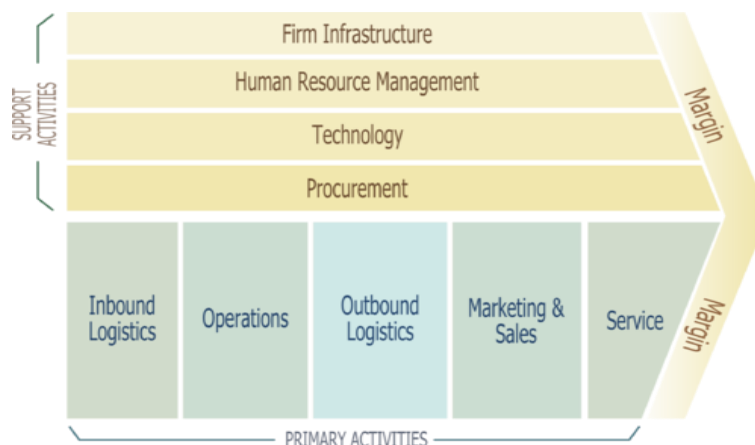 SUPPORT
ACTIVITIES
Firm Infrastructure
Human Resource Management
Technology
Procurement
Margin
Inbound
Logistics
Operations
Outbound
Logistics
Marketing &
Sales
Service
Margin
PRIMARY ACTIVITIES